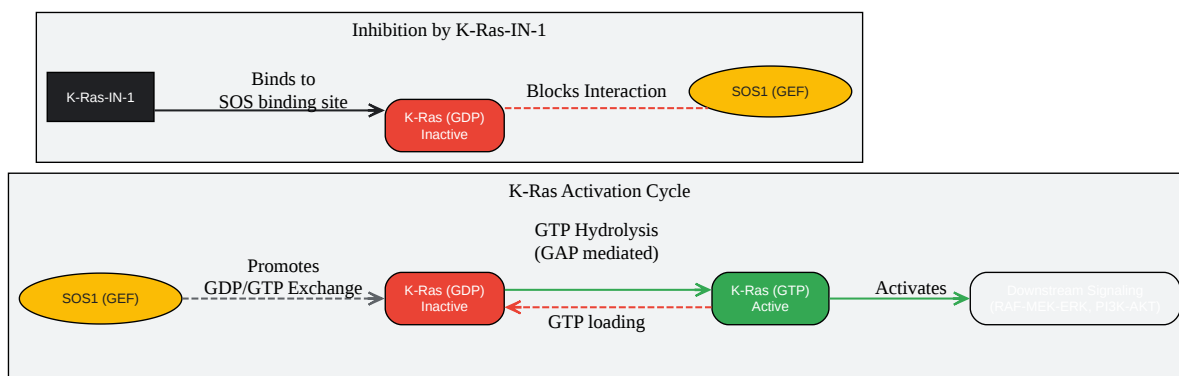 Inhibition by K-Ras-IN-1
K-Ras-IN-1
Binds to
SOS binding site
K-Ras (GDP)
Inactive
Blocks Interaction
SOS1 (GEF)
K-Ras Activation Cycle
SOS1 (GEF)
Promotes
GDP/GTP Exchange
K-Ras (GDP)
Inactive
GTP Hydrolysis
(GAP mediated)
GTP loading
K-Ras (GTP)
Active
Activates
Downstream Signaling
(RAF-MEK-ERK, PI3K-AKT)